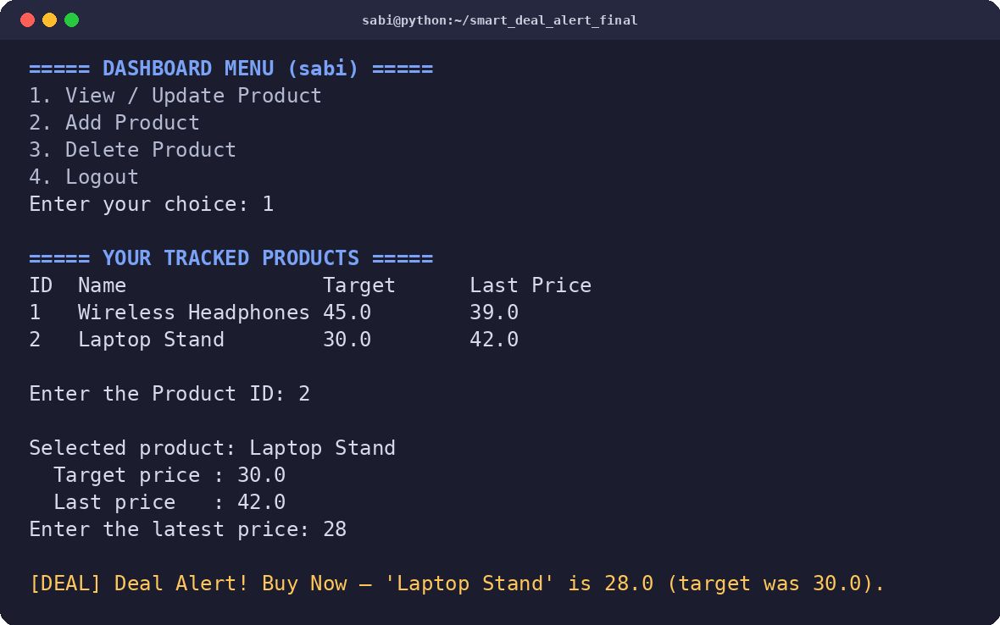 sabi@python:~/smart_deal_alert_final
===== DASHBOARD MENU (sabi) =====
1. View / Update Product
2. Add Product
3. Delete Product
4. Logout
Enter your choice: 1
===== YOUR TRACKED PRODUCTS =====
ID  Name                Target      Last Price
1   Wireless Headphones 45.0        39.0
2   Laptop Stand        30.0        42.0
Enter the Product ID: 2
Selected product: Laptop Stand
  Target price : 30.0
  Last price   : 42.0
Enter the latest price: 28
[DEAL] Deal Alert! Buy Now — 'Laptop Stand' is 28.0 (target was 30.0).